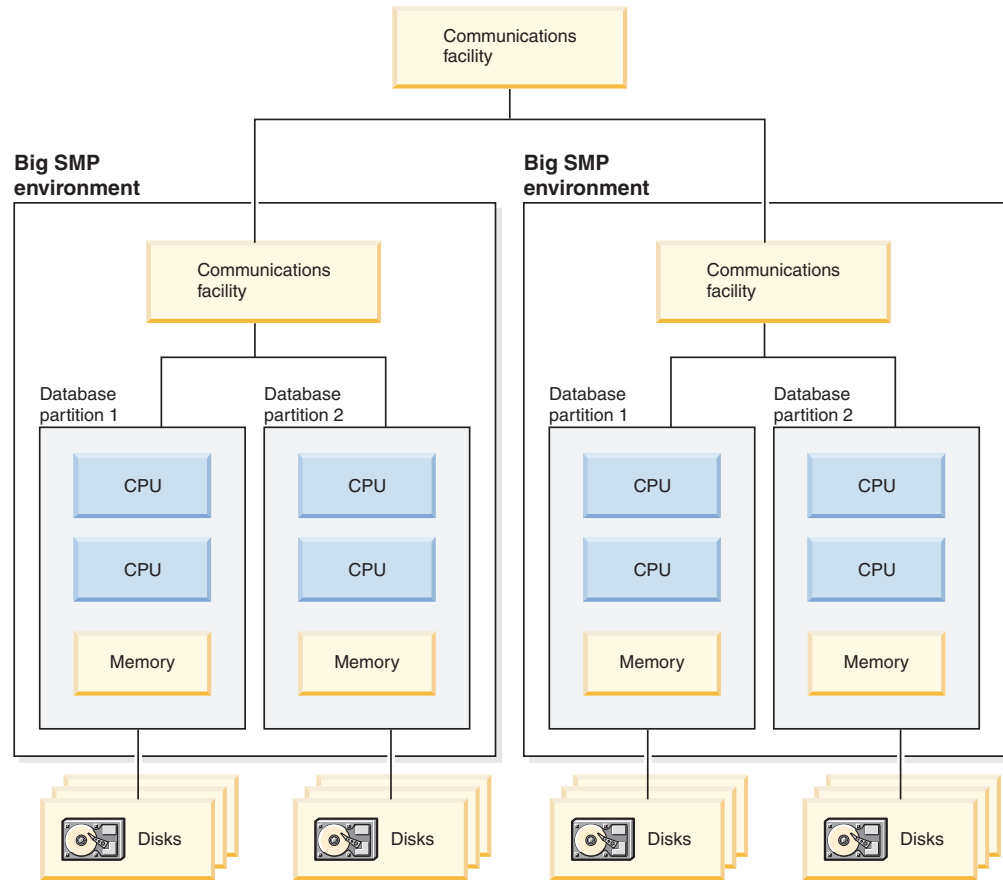 Communications
facility
Big SMP
environment
Big SMP
environment
Communications
facility
Communications
facility
Database
partition 1
Database
partition 2
Database
partition 1
Database
partition 2
CPU
CPU
CPU
CPU
CPU
CPU
CPU
CPU
Memory
Memory
Memory
Memory
Disks
Disks
Disks
Disks